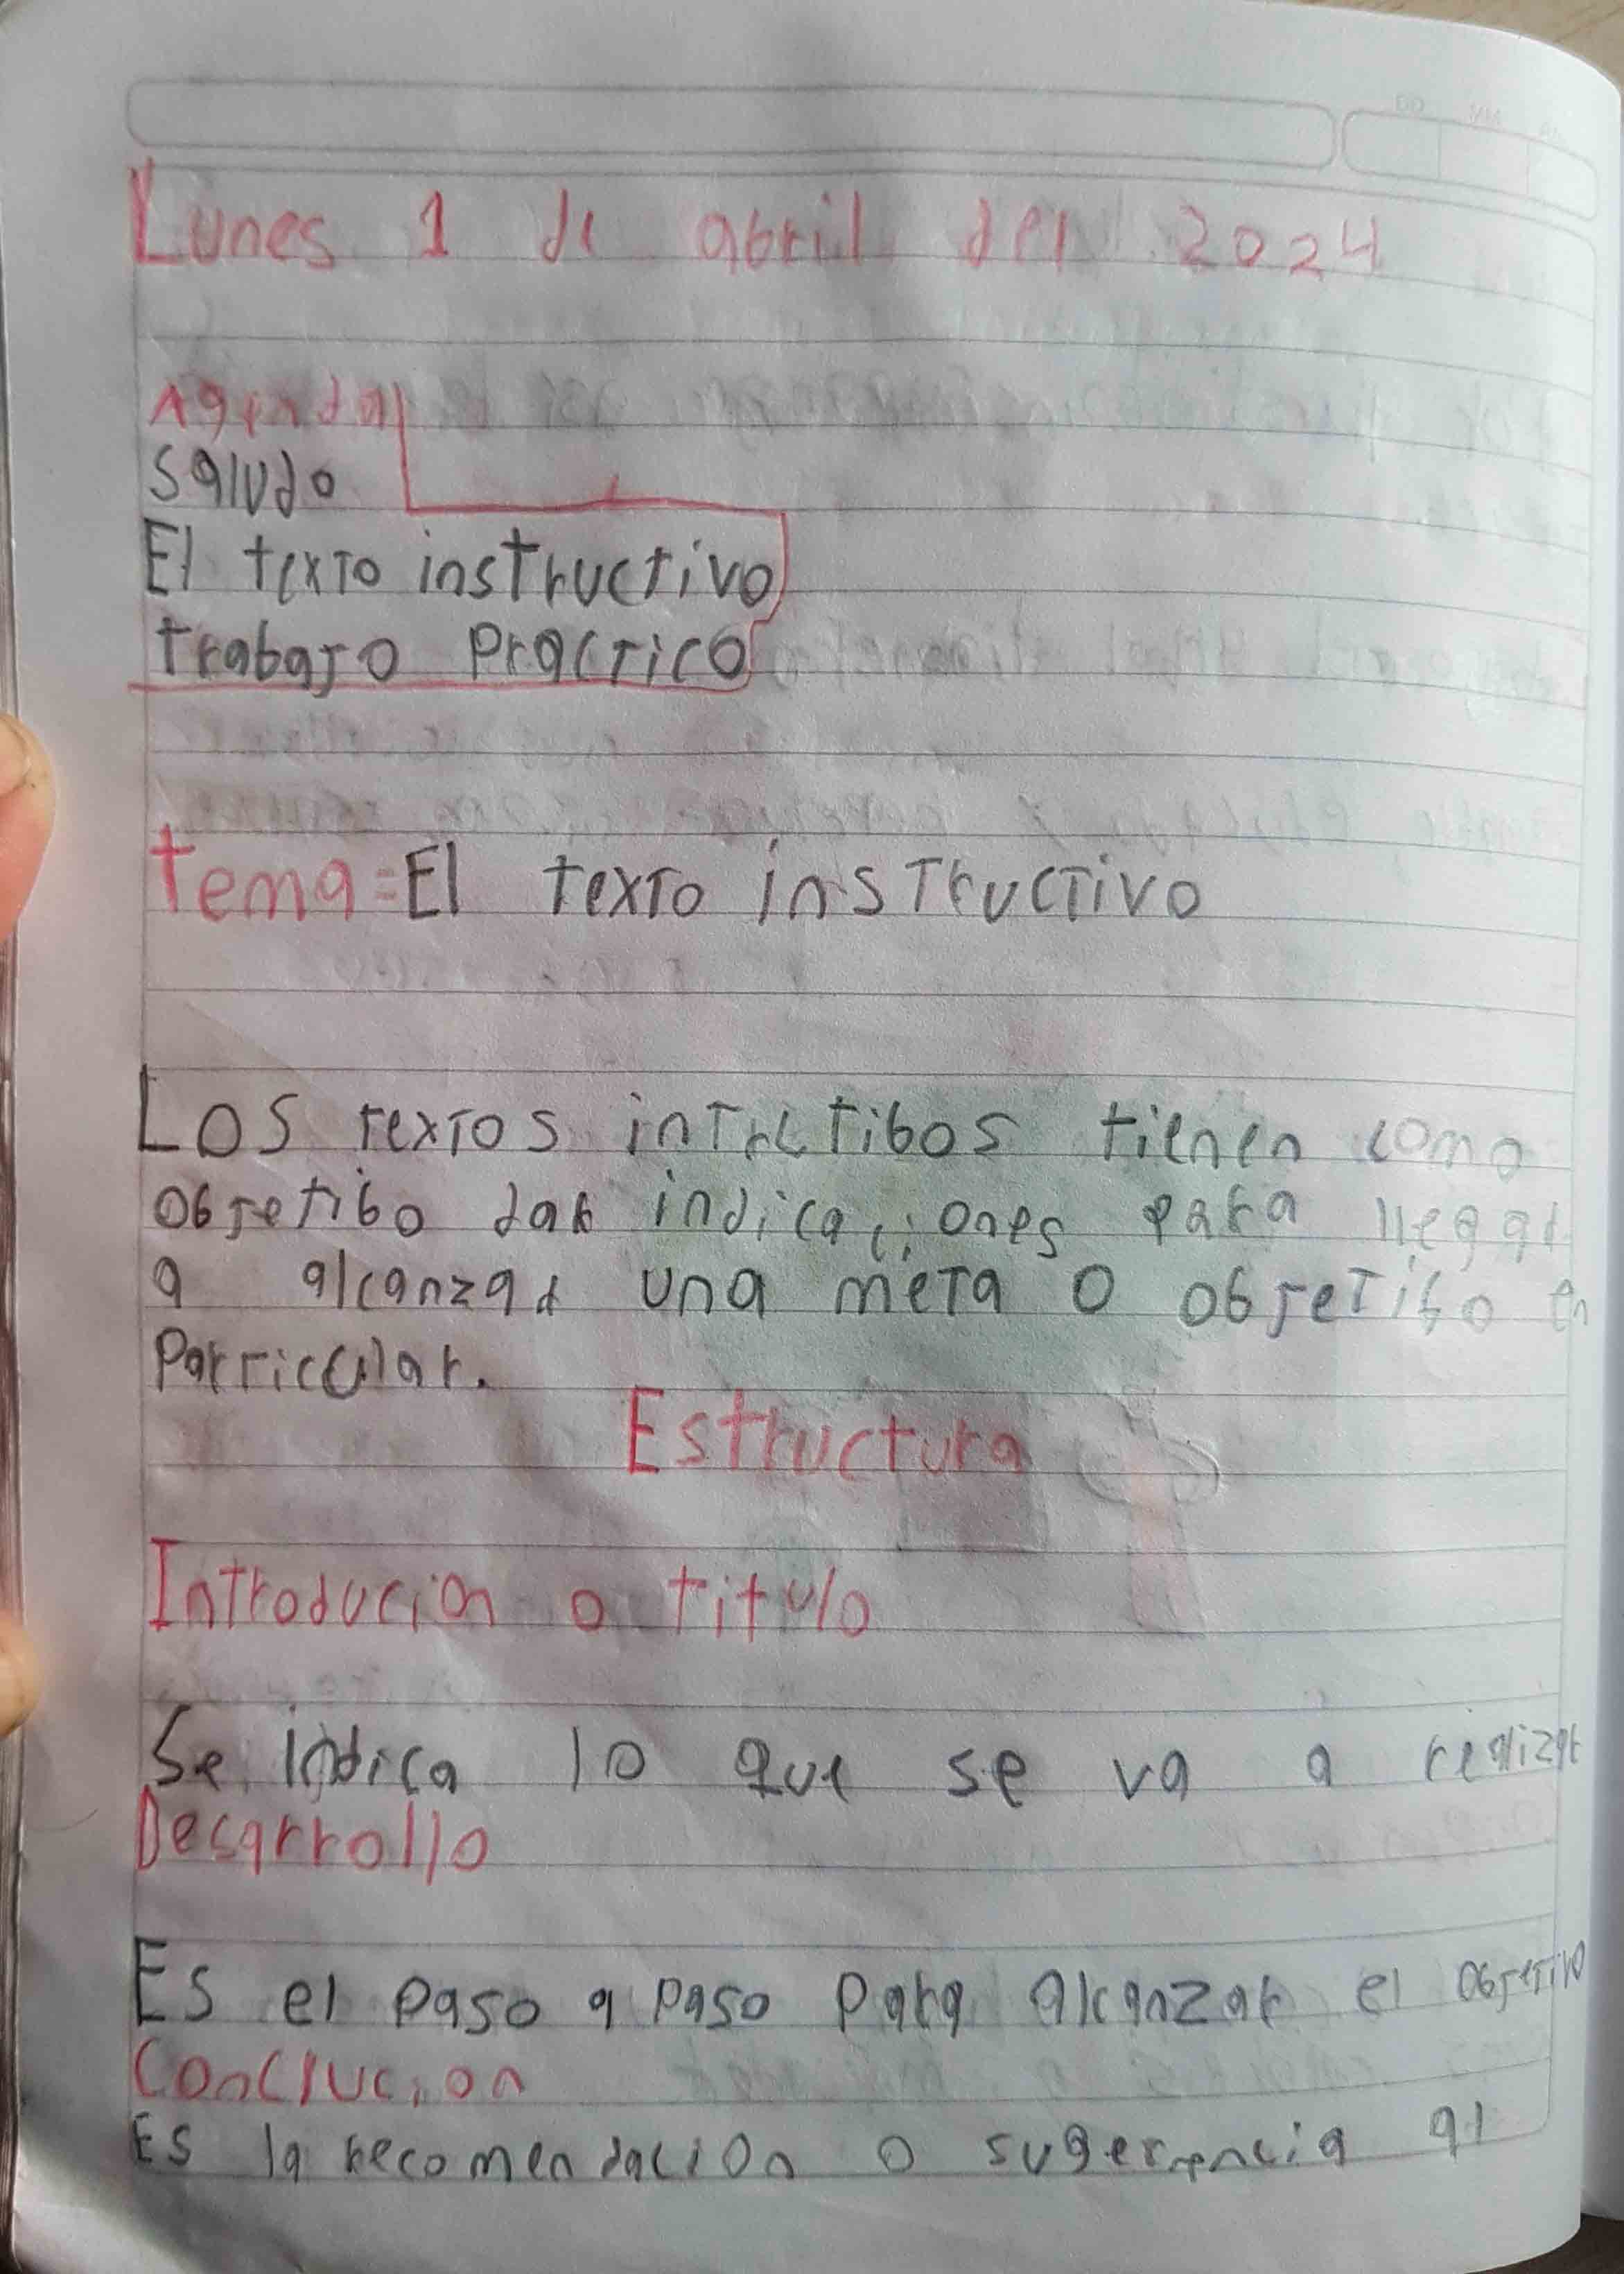 Lunes 1 de abril del 2024
Agenda
Saludo
El texto instructivo
trabajo practico
tema=El texto instructivo
Los textos intrctibos tienen como
objetibo dar indicaciones para llegar
a alcanzar una meta o objetibo en
Particular.
Estructura
Introducion o titulo
Se indica lo que se va a realizar
Desarrollo
Es el paso a paso para alcanzar el objetivo
Conclucion
Es la recomendacion o sugerencia al